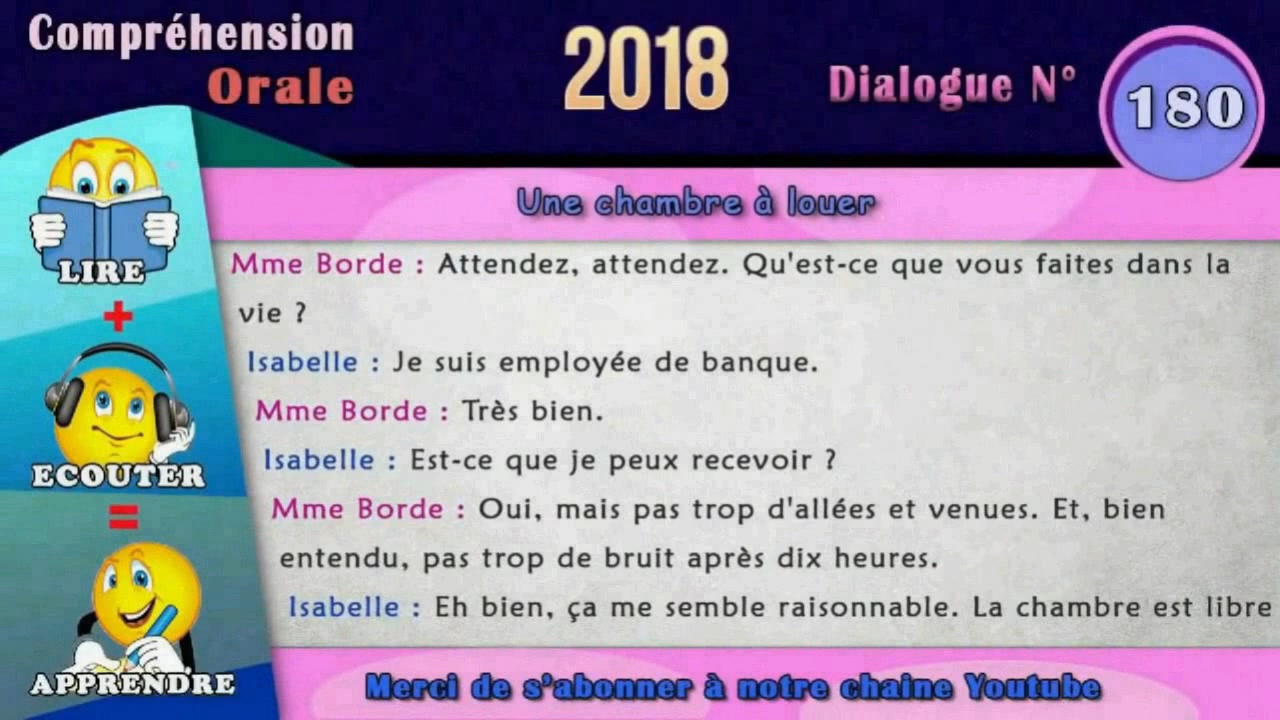 Compréhension
Orale
2018
Dialogue N°
180
Une chambre à louer
LIRE
+
ECOUTER
=
APPRENDRE
Mme Borde : Attendez, attendez. Qu'est-ce que vous faites dans la
vie ?
Isabelle : Je suis employée de banque.
Mme Borde : Très bien.
Isabelle : Est-ce que je peux recevoir ?
Mme Borde : Oui, mais pas trop d'allées et venues. Et, bien
entendu, pas trop de bruit après dix heures.
Isabelle : Eh bien, ça me semble raisonnable. La chambre est libre
Merci de s'abonner à notre chaine Youtube